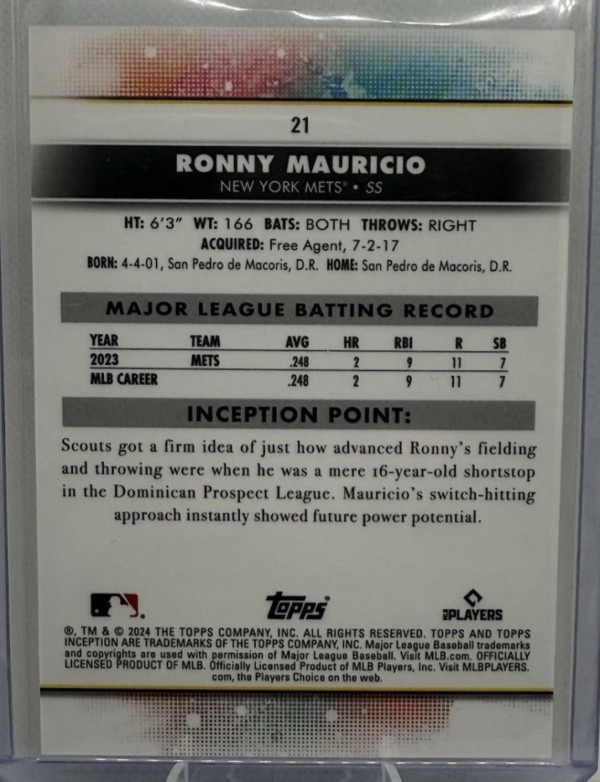 21
RONNY MAURICIO
NEW YORK METS® • SS
HT: 6'3" WT: 166 BATS: BOTH THROWS: RIGHT
ACQUIRED: Free Agent, 7-2-17
BORN: 4-4-01, San Pedro de Macoris, D.R. HOME: San Pedro de Macoris, D.R.
MAJOR LEAGUE BATTING RECORD
YEAR TEAM AVG HR RBI R SB
2023 METS .248 2 9 11 7
MLB CAREER .248 2 9 11 7
INCEPTION POINT:
Scouts got a firm idea of just how advanced Ronny's fielding
and throwing were when he was a mere 16-year-old shortstop
in the Dominican Prospect League. Mauricio's switch-hitting
approach instantly showed future power potential.
Topps®
MLB PLAYERS
®, TM & © 2024 THE TOPPS COMPANY, INC. ALL RIGHTS RESERVED. TOPPS AND TOPPS
INCEPTION ARE TRADEMARKS OF THE TOPPS COMPANY, INC. Major League Baseball trademarks
and copyrights are used with permission of Major League Baseball. Visit MLB.com. OFFICIALLY
LICENSED PRODUCT OF MLB. Officially Licensed Product of MLB Players, Inc. Visit MLBPLAYERS.
com, the Players Choice on the web.